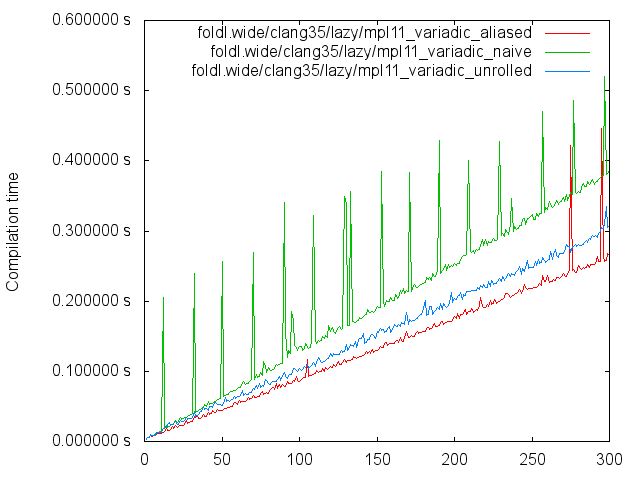 0.600000 s
foldl.wide/clang35/lazy/mpl11_variadic_aliased
foldl.wide/clang35/lazy/mpl11_variadic_naive
foldl.wide/clang35/lazy/mpl11_variadic_unrolled
0.500000 s
0.400000 s
0.300000 s
0.200000 s
0.100000 s
0.000000 s
Compilation time
0 50 100 150 200 250 300